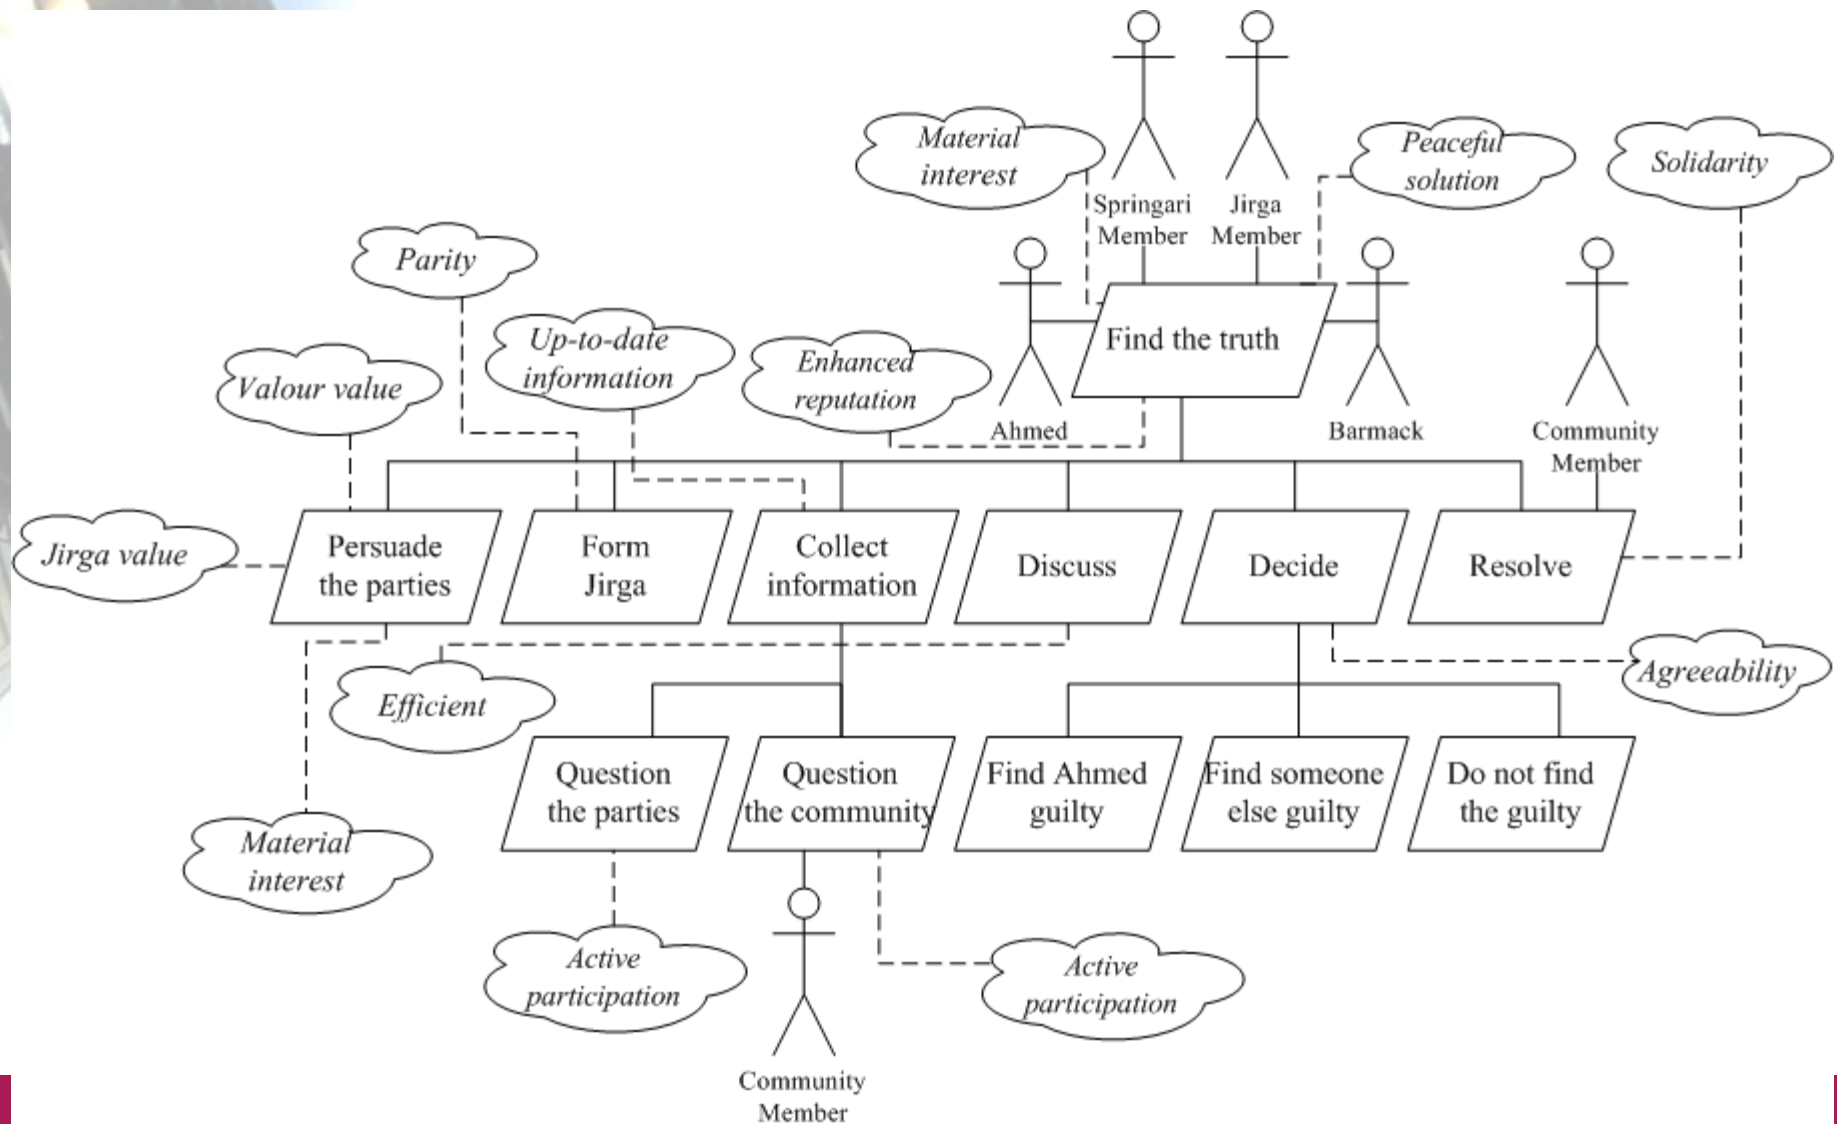 Material
interest
Springari
Member
Jirga
Member
Peaceful
solution
Solidarity
Parity
Up-to-date
information
Valour value
Enhanced
reputation
Find the truth
Ahmed
Barmack
Community
Member
Jirga value
Persuade
the parties
Form
Jirga
Collect
information
Discuss
Decide
Resolve
Efficient
Agreeability
Question
the parties
Question
the community
Find Ahmed
guilty
Find someone
else guilty
Do not find
the guilty
Material
interest
Active
participation
Active
participation
Community
Member